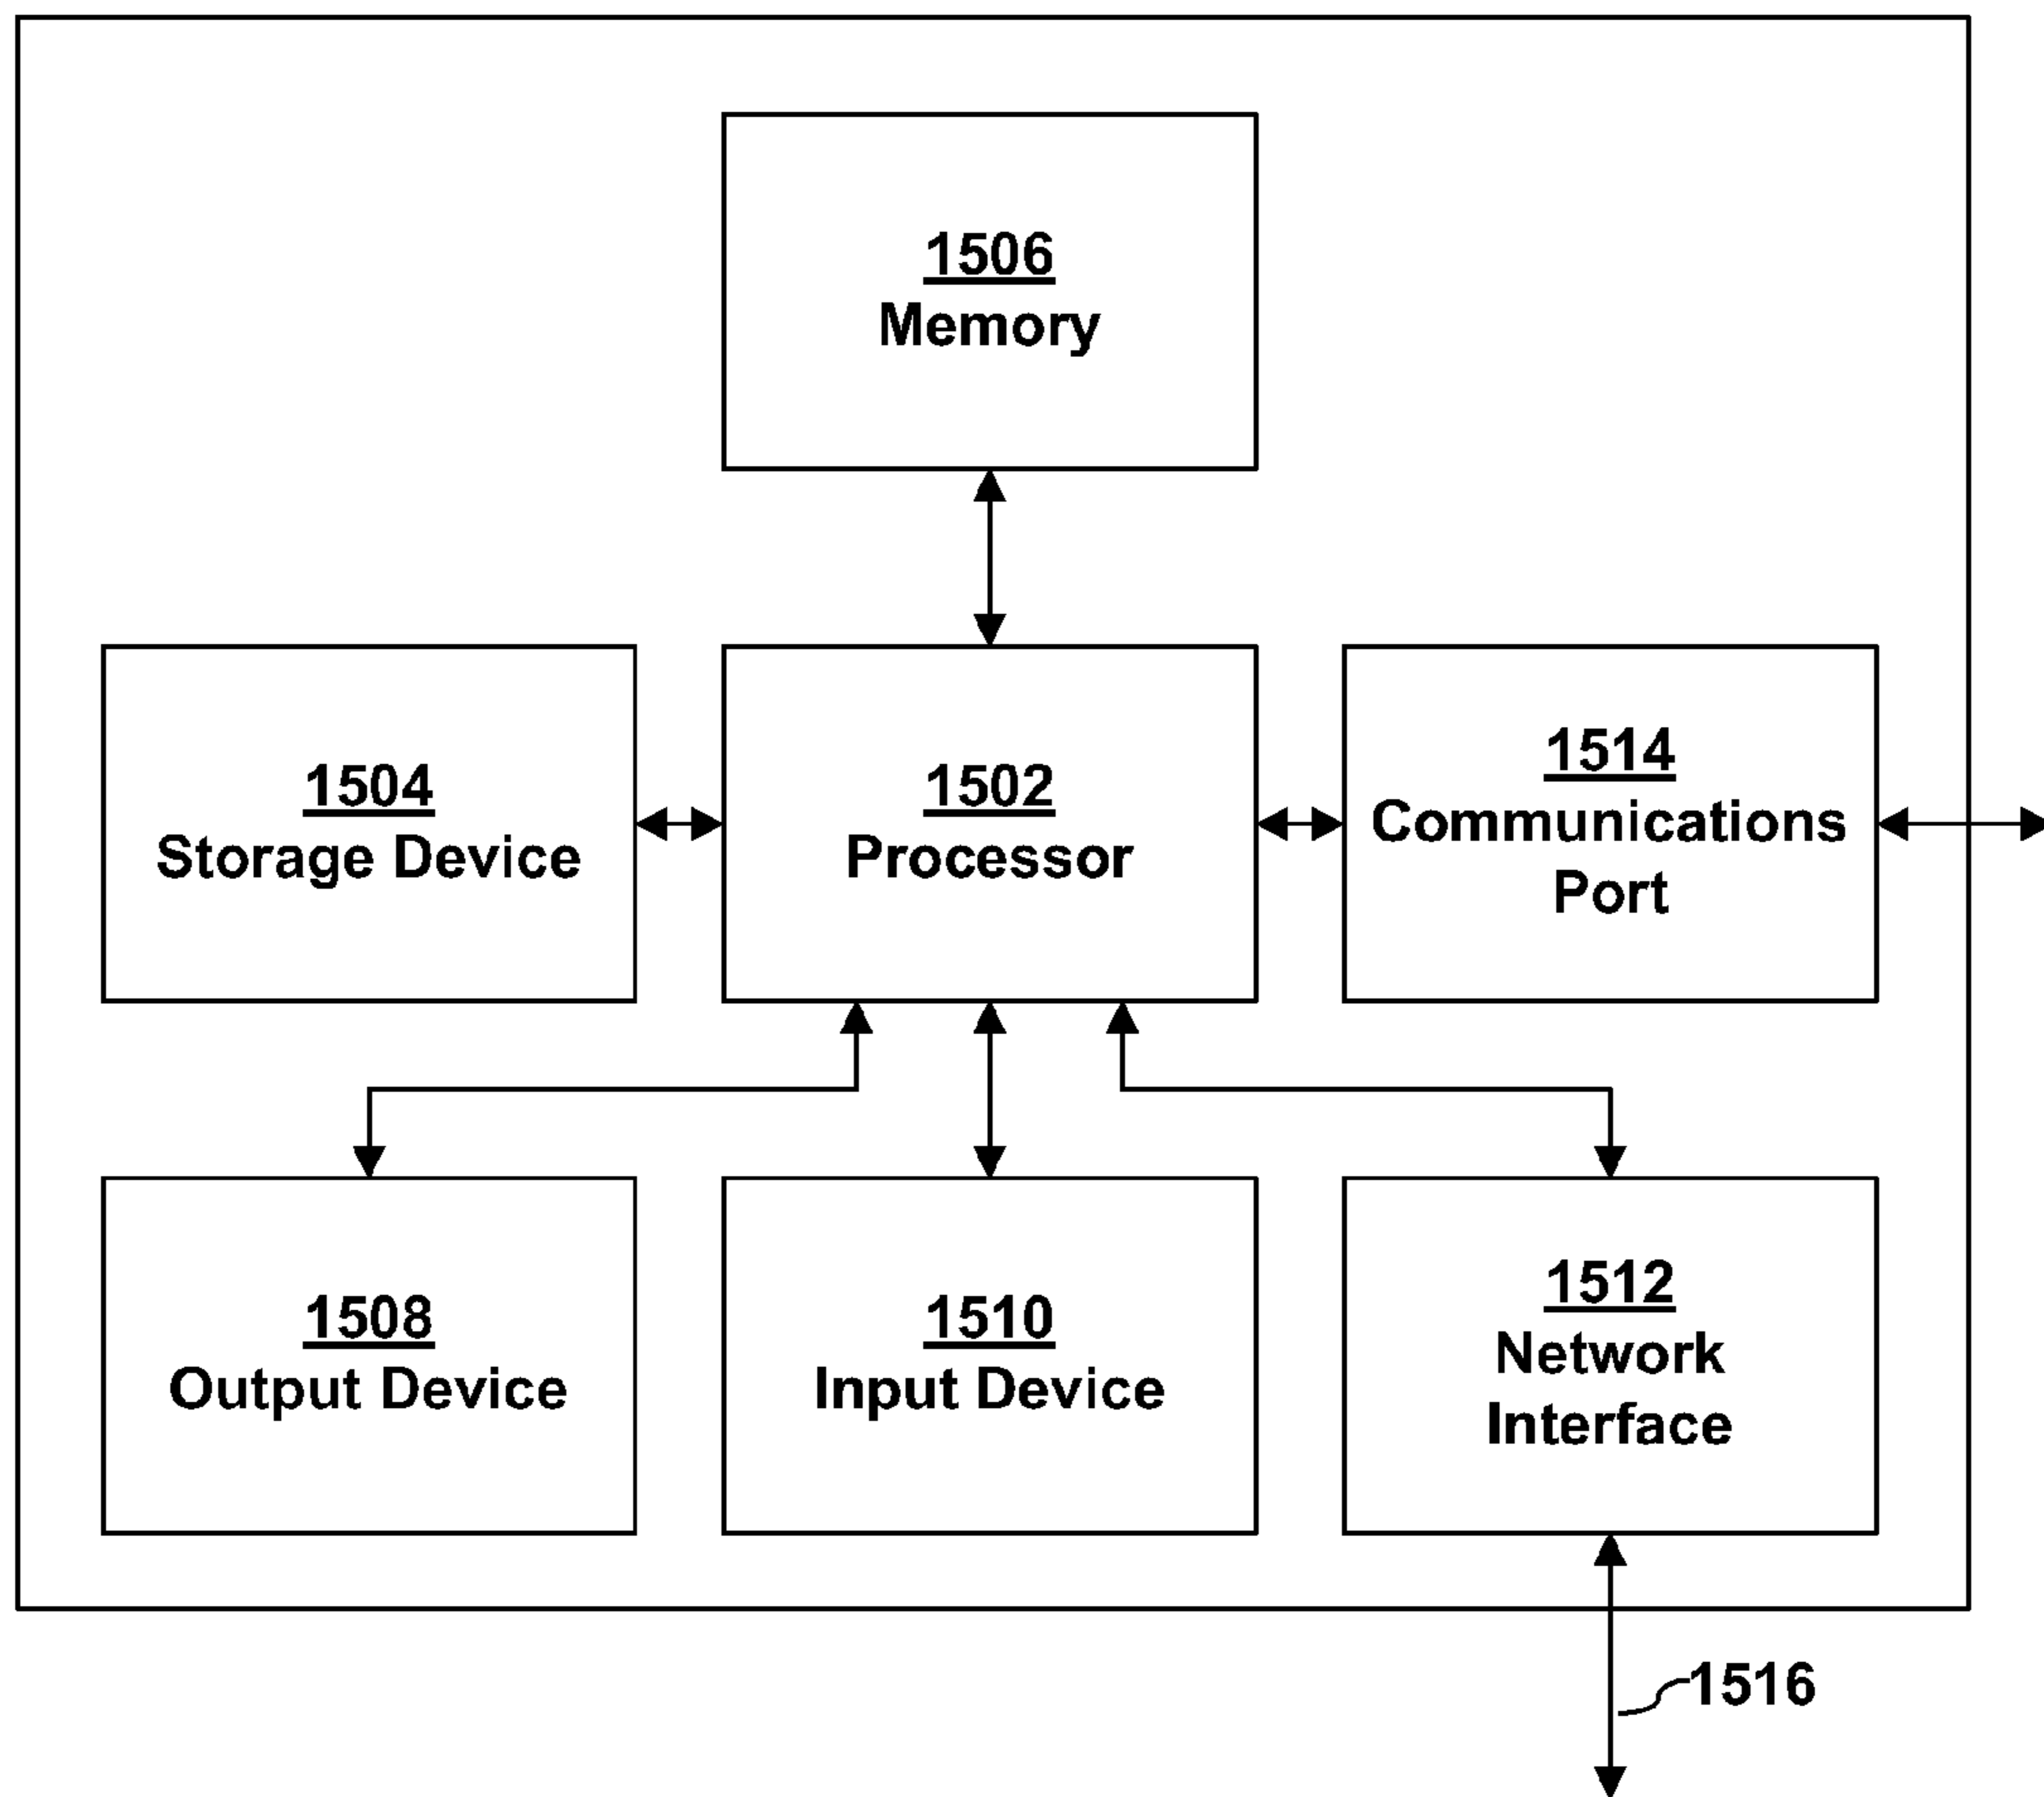 1506
Memory
1504
Storage Device
1502
Processor
1514
Communications
Port
1508
Output Device
1510
Input Device
1512
Network
Interface
1516